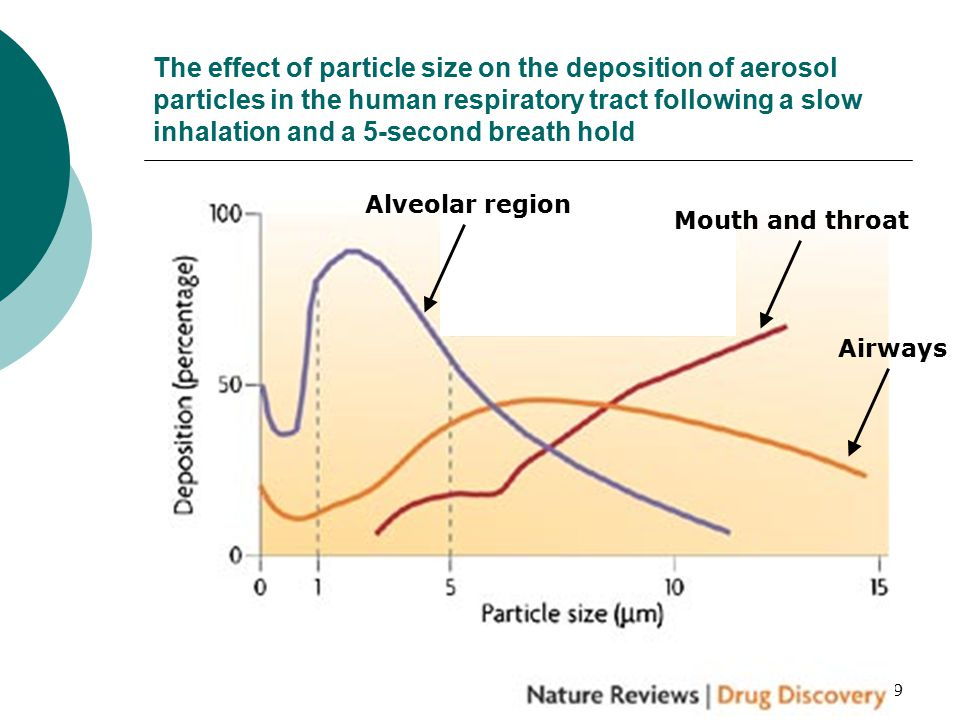 The effect of particle size on the deposition of aerosol
particles in the human respiratory tract following a slow
inhalation and a 5-second breath hold
Alveolar region
Mouth and throat
Airways
Deposition (percentage)
100
50
0
0 1 5 10 15
Particle size (μm)
Nature Reviews | Drug Discovery
9